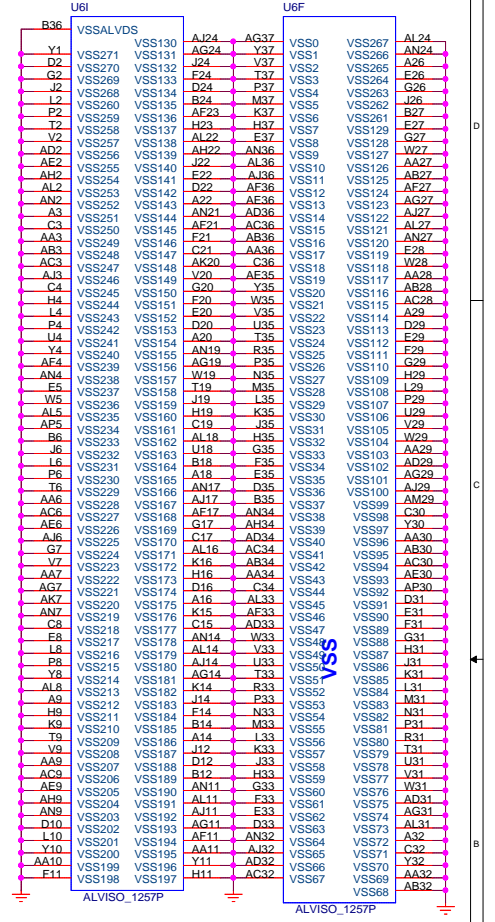 U6I
B36 VSSALVDS
VSS130 AJ24
Y1 VSS271 VSS131 AG24
D2 VSS270 VSS132 J24
G2 VSS269 VSS133 F24
J2 VSS268 VSS134 D24
L2 VSS260 VSS135 B24
P2 VSS259 VSS136 AF23
T2 VSS258 VSS137 H23
V2 VSS257 VSS138 AL22
AD2 VSS256 VSS139 AH22
AE2 VSS255 VSS140 J22
AH2 VSS254 VSS141 E22
AL2 VSS253 VSS142 D22
AN2 VSS252 VSS143 A22
A3 VSS251 VSS144 AN21
C3 VSS250 VSS145 AF21
AA3 VSS249 VSS146 F21
AB3 VSS248 VSS147 C21
AC3 VSS247 VSS148 AK20
AJ3 VSS246 VSS149 V20
C4 VSS245 VSS150 G20
H4 VSS244 VSS151 F20
L4 VSS243 VSS152 E20
P4 VSS242 VSS153 D20
U4 VSS241 VSS154 A20
Y4 VSS240 VSS155 AN19
AF4 VSS239 VSS156 AG19
AN4 VSS238 VSS157 W19
E5 VSS237 VSS158 T19
W5 VSS236 VSS159 J19
AL5 VSS235 VSS160 H19
AP5 VSS234 VSS161 C19
B6 VSS233 VSS162 AL18
J6 VSS232 VSS163 U18
L6 VSS231 VSS164 B18
P6 VSS230 VSS165 A18
T6 VSS229 VSS166 AN17
AA6 VSS228 VSS167 AJ17
AC6 VSS227 VSS168 AF17
AE6 VSS226 VSS169 G17
AJ6 VSS225 VSS170 C17
G7 VSS224 VSS171 AL16
V7 VSS223 VSS172 K16
AA7 VSS222 VSS173 H16
AG7 VSS221 VSS174 D16
AK7 VSS220 VSS175 A16
AN7 VSS219 VSS176 K15
C8 VSS218 VSS177 C15
E8 VSS217 VSS178 AN14
L8 VSS216 VSS179 AL14
P8 VSS215 VSS180 AJ14
Y8 VSS214 VSS181 AG14
AL8 VSS213 VSS182 K14
A9 VSS212 VSS183 J14
H9 VSS211 VSS184 F14
K9 VSS210 VSS185 B14
T9 VSS209 VSS186 A14
V9 VSS208 VSS187 J12
AA9 VSS207 VSS188 D12
AC9 VSS206 VSS189 B12
AE9 VSS205 VSS190 AN11
AH9 VSS204 VSS191 AL11
AN9 VSS203 VSS192 AJ11
D10 VSS202 VSS193 AG11
L10 VSS201 VSS194 AF11
Y10 VSS200 VSS195 AA11
AA10 VSS199 VSS196 Y11
F11 VSS198 VSS197 H11
ALVISO_1257P
U6F
AG37 VSS0 VSS267 AL24
Y37 VSS1 VSS266 AN24
V37 VSS2 VSS265 A26
T37 VSS3 VSS264 E26
P37 VSS4 VSS263 G26
M37 VSS5 VSS262 J26
K37 VSS6 VSS261 B27
H37 VSS7 VSS129 E27
E37 VSS8 VSS128 G27
AN36 VSS9 VSS127 W27
AL36 VSS10 VSS126 AA27
AJ36 VSS11 VSS125 AB27
AF36 VSS12 VSS124 AF27
AE36 VSS13 VSS123 AG27
AD36 VSS14 VSS122 AJ27
AC36 VSS15 VSS121 AL27
AB36 VSS16 VSS120 AN27
AA36 VSS17 VSS119 E28
C36 VSS18 VSS118 W28
AE35 VSS19 VSS117 AA28
Y35 VSS20 VSS116 AB28
W35 VSS21 VSS115 AC28
V35 VSS22 VSS114 A29
U35 VSS23 VSS113 D29
T35 VSS24 VSS112 E29
R35 VSS25 VSS111 F29
P35 VSS26 VSS110 G29
N35 VSS27 VSS109 H29
M35 VSS28 VSS108 L29
L35 VSS29 VSS107 P29
K35 VSS30 VSS106 U29
J35 VSS31 VSS105 V29
H35 VSS32 VSS104 W29
G35 VSS33 VSS103 AA29
F35 VSS34 VSS102 AD29
E35 VSS35 VSS101 AG29
D35 VSS36 VSS100 AJ29
B35 VSS37 VSS99 AM29
AN34 VSS38 VSS98 C30
AH34 VSS39 VSS97 Y30
AD34 VSS40 VSS96 AA30
AC34 VSS41 VSS95 AB30
AB34 VSS42 VSS94 AC30
AA34 VSS43 VSS93 AE30
C34 VSS44 VSS92 AP30
AL33 VSS45 VSS91 D31
AF33 VSS46 VSS90 E31
AD33 VSS47 VSS89 F31
W33 VSS48 VSS88 G31
V33 VSS49 VSS87 H31
U33 VSS50 VSS86 J31
T33 VSS51 VSS85 K31
R33 VSS52 VSS84 L31
P33 VSS53 VSS83 M31
N33 VSS54 VSS82 N31
M33 VSS55 VSS81 P31
L33 VSS56 VSS80 R31
K33 VSS57 VSS79 T31
J33 VSS58 VSS78 U31
H33 VSS59 VSS77 V31
G33 VSS60 VSS76 W31
F33 VSS61 VSS75 AD31
E33 VSS62 VSS74 AG31
D33 VSS63 VSS73 AL31
AN32 VSS64 VSS72 A32
AJ32 VSS65 VSS71 C32
AD32 VSS66 VSS70 Y32
AC32 VSS67 VSS69 AA32
VSS68 AB32
VSS
ALVISO_1257P
D
C
B